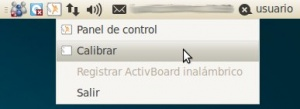 usuario
Panel de control
Calibrar
Registrar ActivBoard inalámbrico
Salir